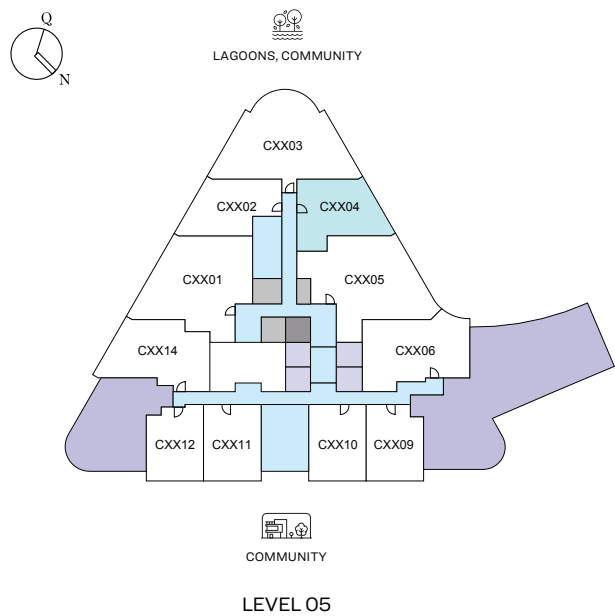 Q
N
LAGOONS, COMMUNITY
CXX03
CXX02
CXX04
CXX01
CXX05
CXX14
CXX06
CXX12
CXX11
CXX10
CXX09
COMMUNITY
LEVEL 05